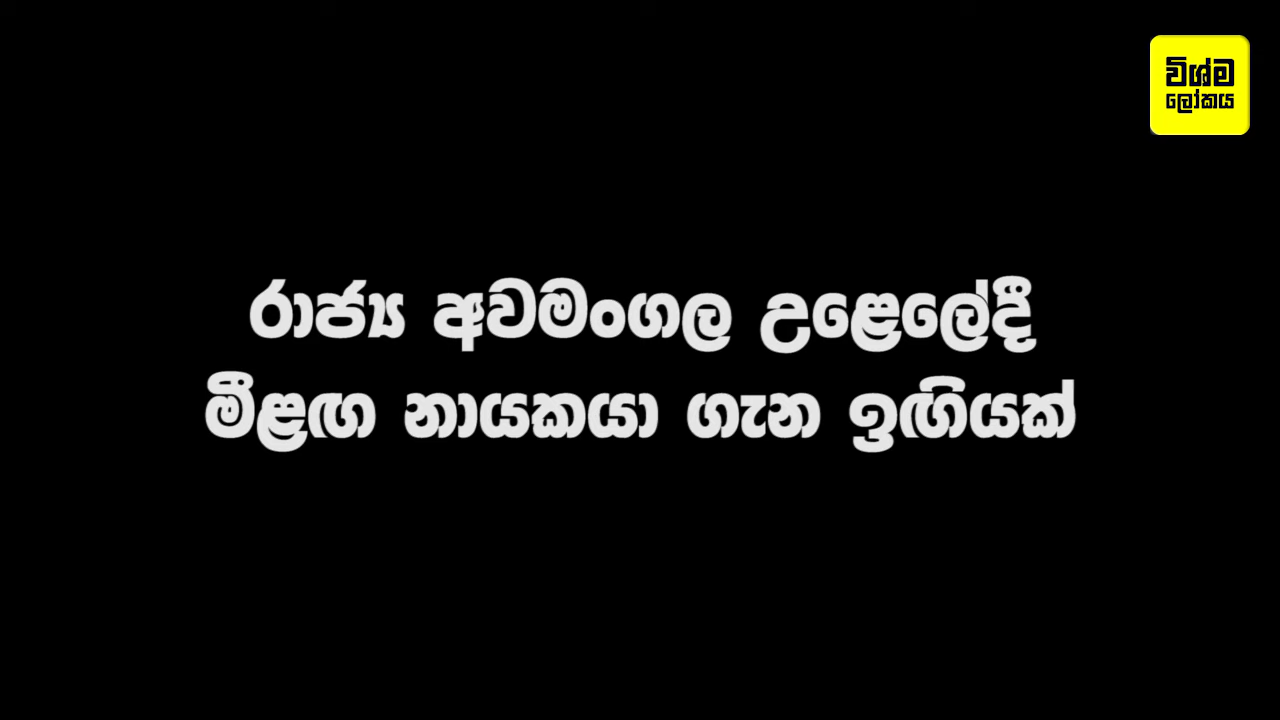 විශ්ම
ලෝකය
රාජ්‍ය අවමංගල උළෙලේදී
මීළඟ නායකයා ගැන ඉඟියක්